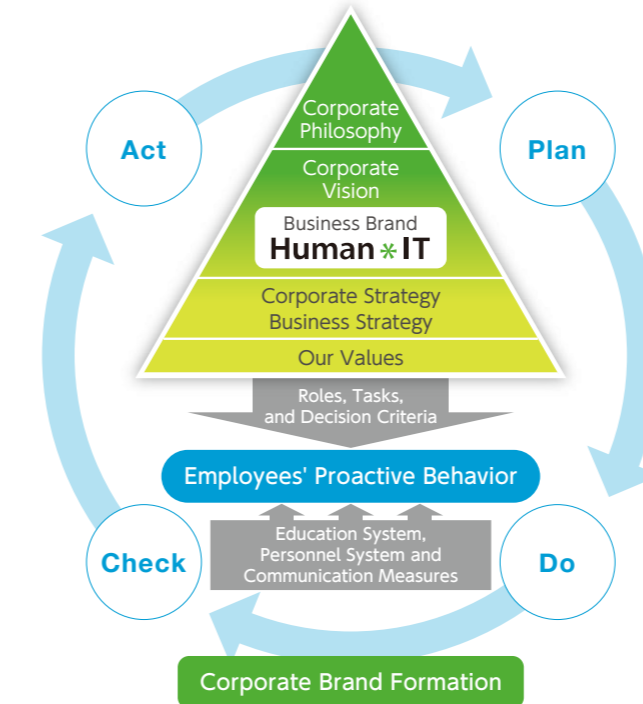 Corporate
Philosophy
Act
Plan
Corporate
Vision
Business Brand
Human*IT
Corporate Strategy
Business Strategy
Our Values
Roles, Tasks,
and Decision Criteria
Employees' Proactive Behavior
Education System,
Personnel System and
Communication Measures
Check
Do
Corporate Brand Formation